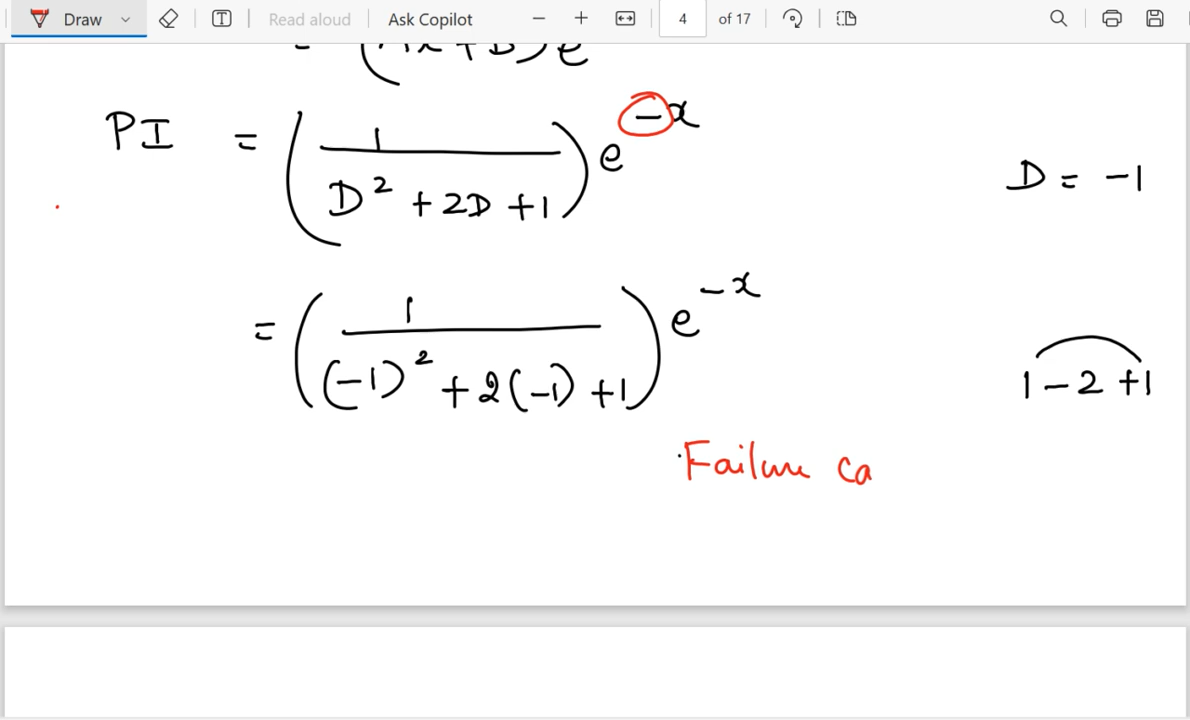 Draw Read aloud Ask Copilot − + 4 of 17
PI = (1 / (D² + 2D + 1)) e^(−x)
D = −1
= (1 / ((−1)² + 2(−1) + 1)) e^(−x)
1 − 2 + 1
Failure ca